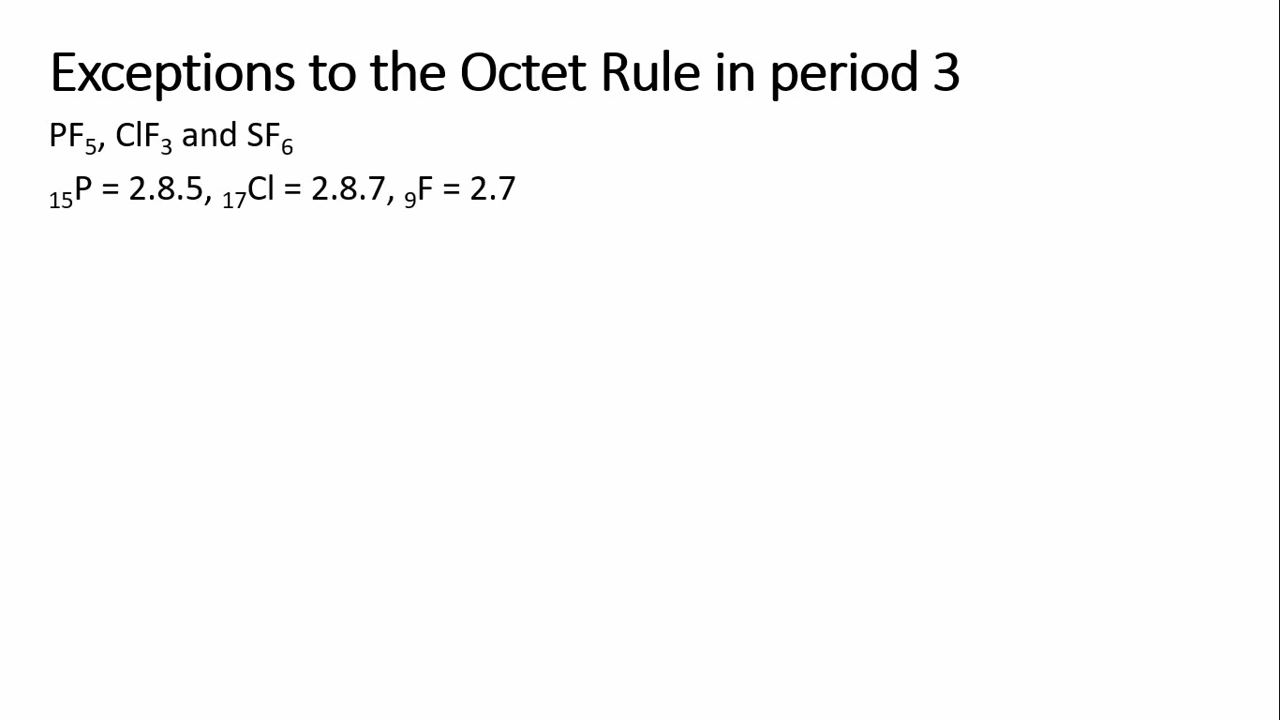 Exceptions to the Octet Rule in period 3
PF₅, ClF₃ and SF₆
₁₅P = 2.8.5, ₁₇Cl = 2.8.7, ₉F = 2.7